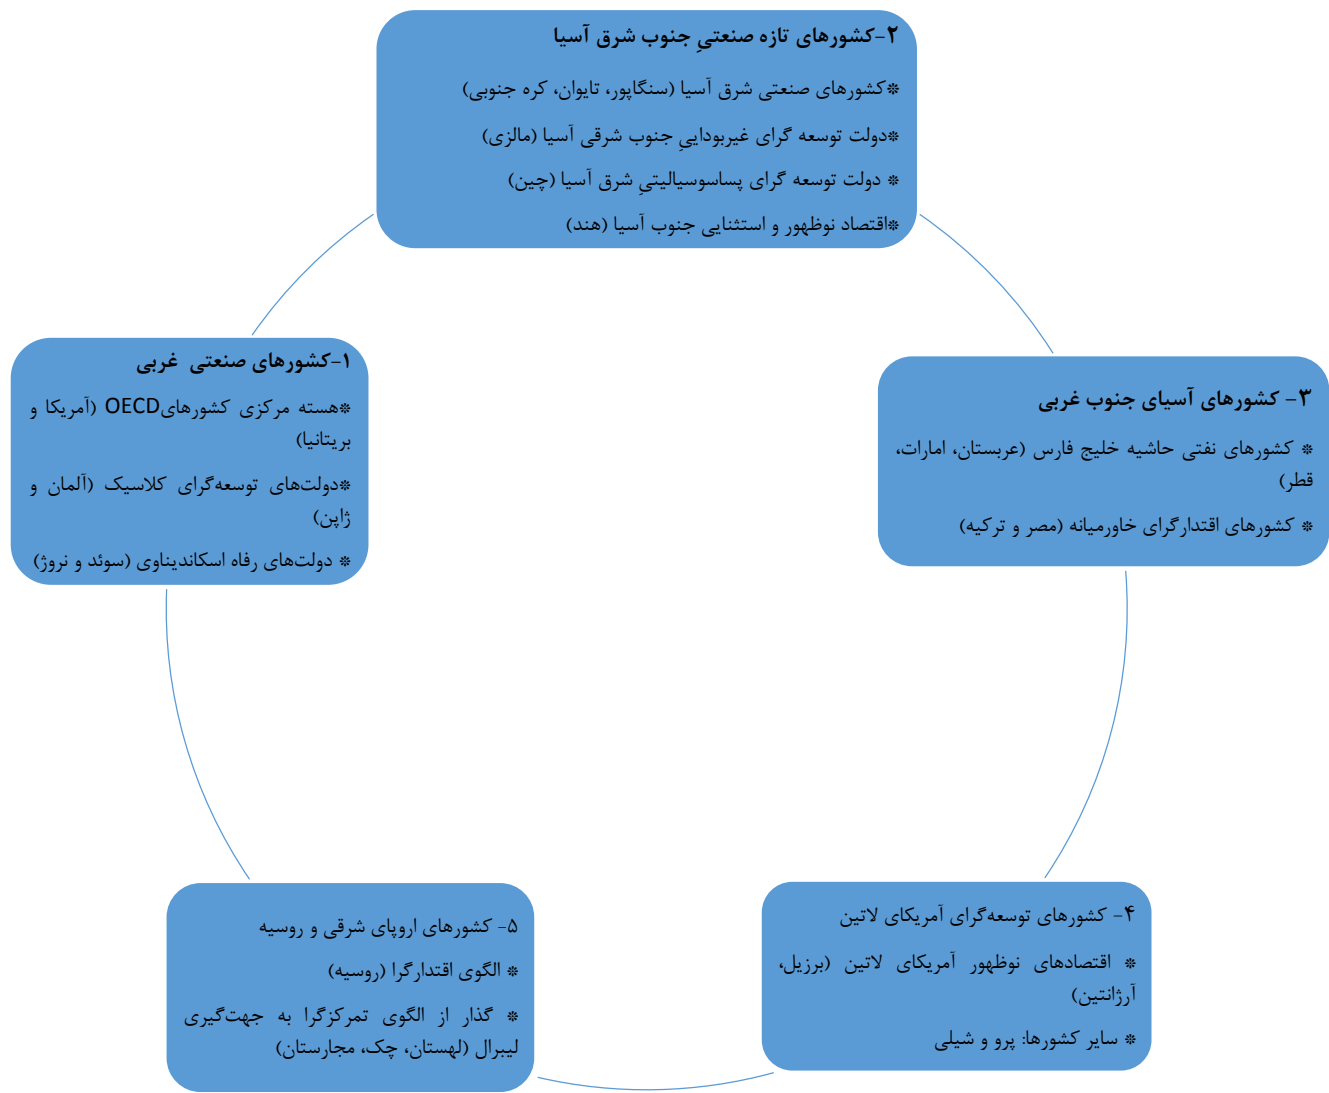 ۲-کشورهای تازه صنعتیِ جنوب شرق آسیا
※کشورهای صنعتی شرق آسیا (سنگاپور، تایوان، کره جنوبی)
※دولت توسعه گرای غیربوداییِ جنوب شرقی آسیا (مالزی)
※ دولت توسعه گرای پساسوسیالیتیِ شرق آسیا (چین)
※اقتصاد نوظهور و استثنایی جنوب آسیا (هند)
۱-کشورهای صنعتی غربی
※هسته مرکزی کشورهایOECD (آمریکا و
بریتانیا)
※دولت‌های توسعه‌گرای کلاسیک (آلمان و
ژاپن)
※ دولت‌های رفاه اسکاندیناوی (سوئد و نروژ)
۳- کشورهای آسیای جنوب غربی
※ کشورهای نفتی حاشیه خلیج فارس (عربستان، امارات،
قطر)
※ کشورهای اقتدارگرای خاورمیانه (مصر و ترکیه)
۴- کشورهای توسعه‌گرای آمریکای لاتین
※ اقتصادهای نوظهور آمریکای لاتین (برزیل،
آرژانتین)
※ سایر کشورها: پرو و شیلی
۵- کشورهای اروپای شرقی و روسیه
※ الگوی اقتدارگرا (روسیه)
※ گذار از الگوی تمرکزگرا به جهت‌گیری
لیبرال (لهستان، چک، مجارستان)